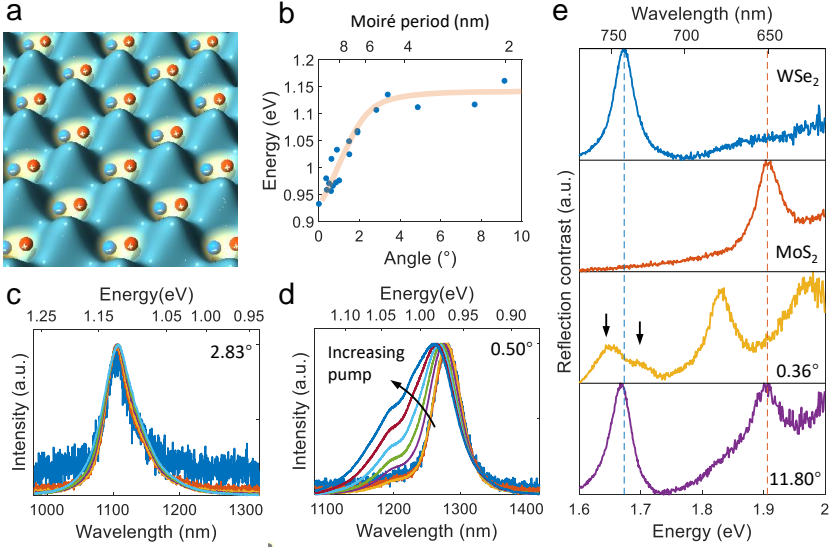 a
b
Moiré period (nm)
8 6 4 2
1.2
1.15
1.1
1.05
1
0.95
0.9
Energy (eV)
0 2 4 6 8 10
Angle (°)
c
Energy(eV)
1.25 1.15 1.10 1.05 1.00 0.95
2.83°
Intensity (a.u.)
1000 1100 1200 1300
Wavelength (nm)
d
Energy(eV)
1.10 1.05 1.00 0.95 0.90
Increasing
pump
0.50°
Intensity (a.u.)
1100 1200 1300 1400
Wavelength (nm)
e
Wavelength (nm)
750 700 650
WSe₂
MoS₂
0.36°
11.80°
Reflection contrast (a.u.)
1.6 1.7 1.8 1.9 2
Energy (eV)